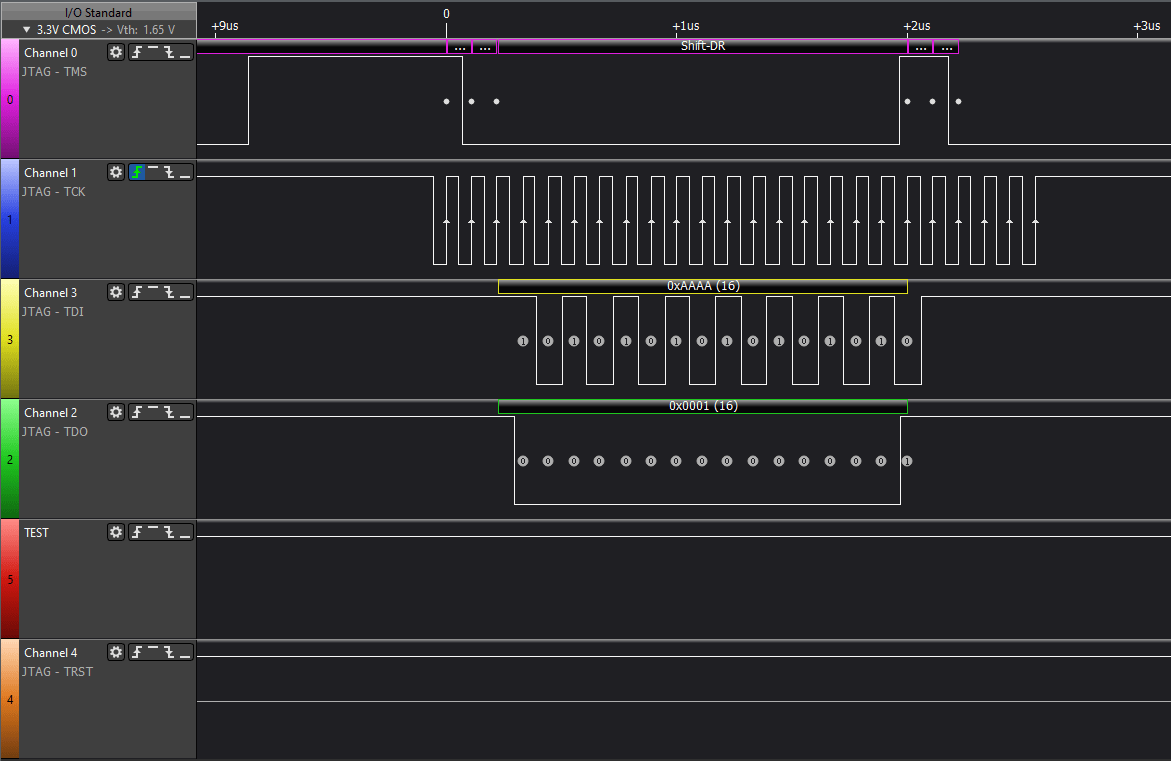 I/O Standard
▼ 3.3V CMOS -> Vth: 1.65 V
+9us 0 +1us +2us +3us
0 Channel 0
JTAG - TMS
... ... Shift-DR ... ...
1 Channel 1
JTAG - TCK
3 Channel 3
JTAG - TDI
0xAAAA (16)
1 0 1 0 1 0 1 0 1 0 1 0 1 0 1 0
2 Channel 2
JTAG - TDO
0x0001 (16)
0 0 0 0 0 0 0 0 0 0 0 0 0 0 0 1
5 TEST
4 Channel 4
JTAG - TRST